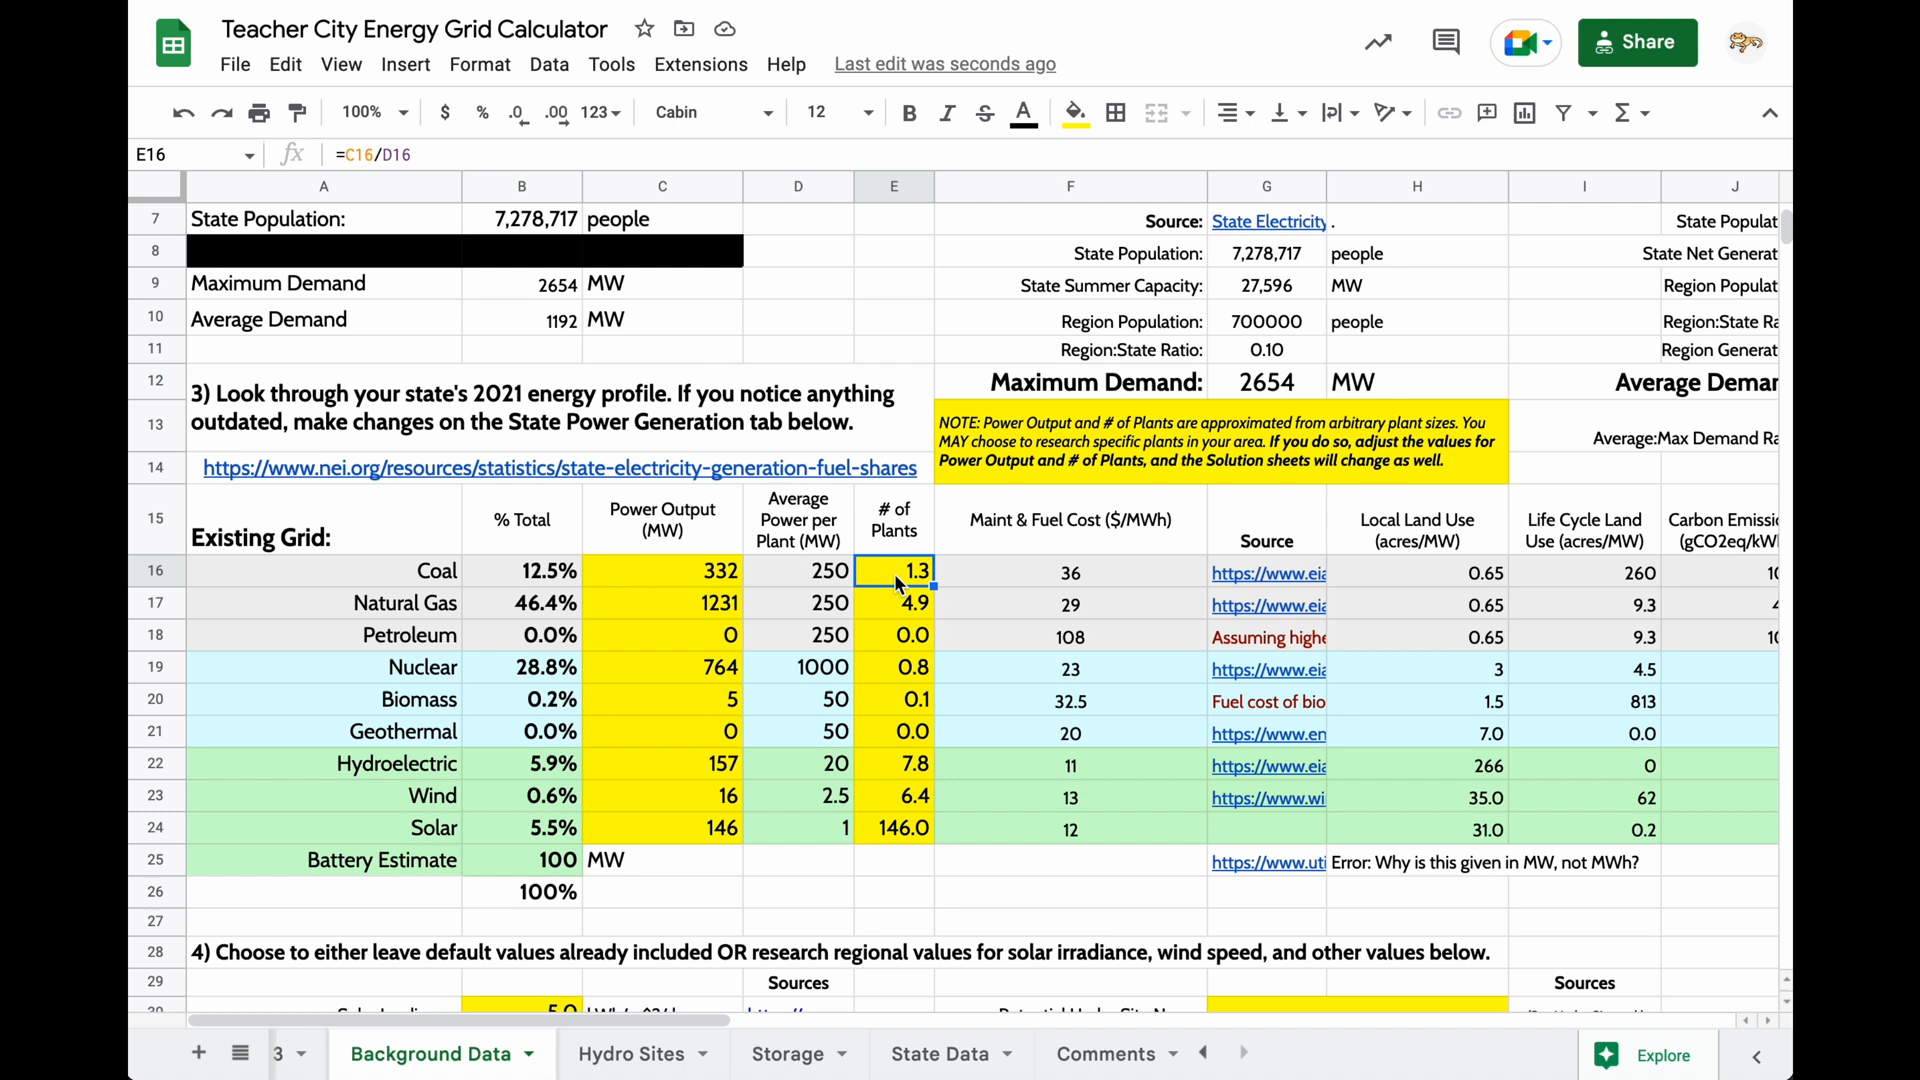 Teacher City Energy Grid Calculator
File Edit View Insert Format Data Tools Extensions Help Last edit was seconds ago
Share
100% $ % .0 .00 123 Cabin 12 B I S A
E16 fx =C16/D16
A B C D E F G H I J
7 State Population: 7,278,717 people Source: State Electricity . State Populat
8 State Population: 7,278,717 people State Net Generat
9 Maximum Demand 2654 MW State Summer Capacity: 27,596 MW Region Populat
10 Average Demand 1192 MW Region Population: 700000 people Region:State Ra
11 Region:State Ratio: 0.10 Region Generat
12 Maximum Demand: 2654 MW Average Demar
3) Look through your state's 2021 energy profile. If you notice anything
outdated, make changes on the State Power Generation tab below.
13 NOTE: Power Output and # of Plants are approximated from arbitrary plant sizes. You
MAY choose to research specific plants in your area. If you do so, adjust the values for
Power Output and # of Plants, and the Solution sheets will change as well.
Average:Max Demand Ra
14 https://www.nei.org/resources/statistics/state-electricity-generation-fuel-shares
15 Existing Grid: % Total Power Output (MW) Average Power per Plant (MW) # of Plants Maint & Fuel Cost ($/MWh) Source Local Land Use (acres/MW) Life Cycle Land Use (acres/MW) Carbon Emissic (gCO2eq/kWl
16 Coal 12.5% 332 250 1.3 36 https://www.eia 0.65 260 10
17 Natural Gas 46.4% 1231 250 4.9 29 https://www.eia 0.65 9.3 4
18 Petroleum 0.0% 0 250 0.0 108 Assuming highe 0.65 9.3 10
19 Nuclear 28.8% 764 1000 0.8 23 https://www.eia 3 4.5
20 Biomass 0.2% 5 50 0.1 32.5 Fuel cost of bio 1.5 813
21 Geothermal 0.0% 0 50 0.0 20 https://www.en 7.0 0.0
22 Hydroelectric 5.9% 157 20 7.8 11 https://www.eia 266 0
23 Wind 0.6% 16 2.5 6.4 13 https://www.wi 35.0 62
24 Solar 5.5% 146 1 146.0 12 31.0 0.2
25 Battery Estimate 100 MW https://www.uti Error: Why is this given in MW, not MWh?
26 100%
27
28 4) Choose to either leave default values already included OR research regional values for solar irradiance, wind speed, and other values below.
29 Sources Sources
30 5.0
3 Background Data Hydro Sites Storage State Data Comments Explore